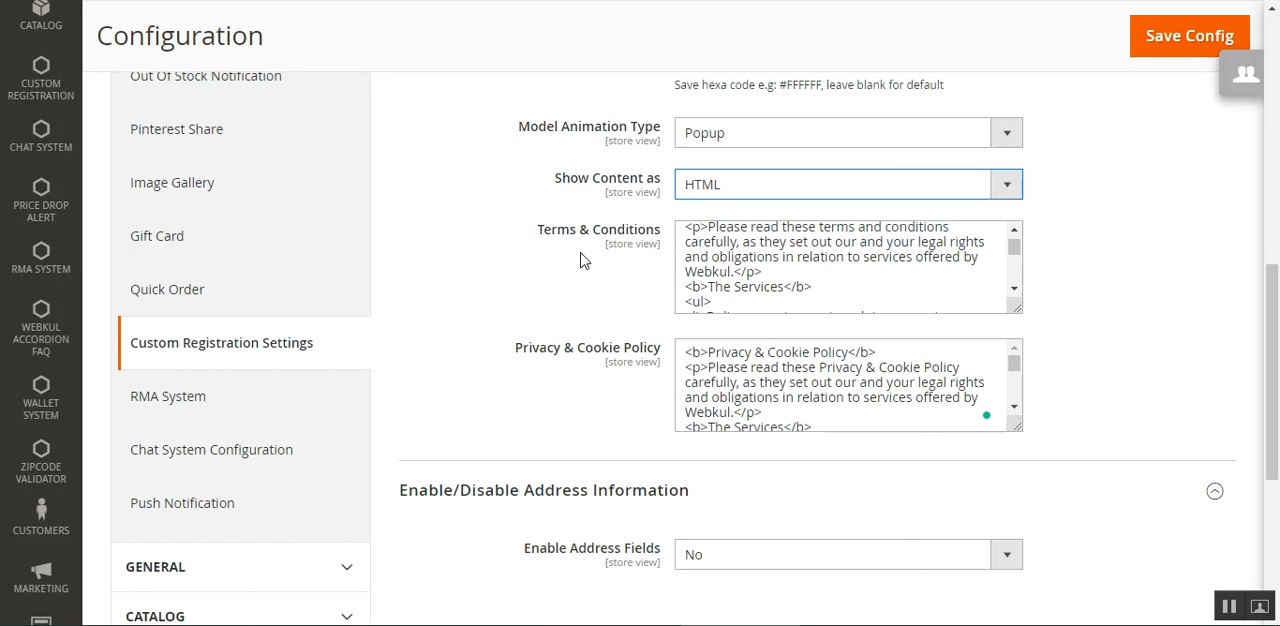 CATALOG
CUSTOM
REGISTRATION
CHAT SYSTEM
PRICE DROP
ALERT
RMA SYSTEM
WEBKUL
ACCORDION
FAQ
WALLET
SYSTEM
ZIPCODE
VALIDATOR
CUSTOMERS
MARKETING
Configuration
Save Config
Out Of Stock Notification
Pinterest Share
Image Gallery
Gift Card
Quick Order
Custom Registration Settings
RMA System
Chat System Configuration
Push Notification
GENERAL
CATALOG
Save hexa code e.g: #FFFFFF, leave blank for default
Model Animation Type
[store view]
Popup
Show Content as
[store view]
HTML
Terms & Conditions
[store view]
<p>Please read these terms and conditions
carefully, as they set out our and your legal rights
and obligations in relation to services offered by
Webkul.</p>
<b>The Services</b>
<ul>
Privacy & Cookie Policy
[store view]
<b>Privacy & Cookie Policy</b>
<p>Please read these Privacy & Cookie Policy
carefully, as they set out our and your legal rights
and obligations in relation to services offered by
Webkul.</p>
<b>The Services</b>
Enable/Disable Address Information
Enable Address Fields
[store view]
No